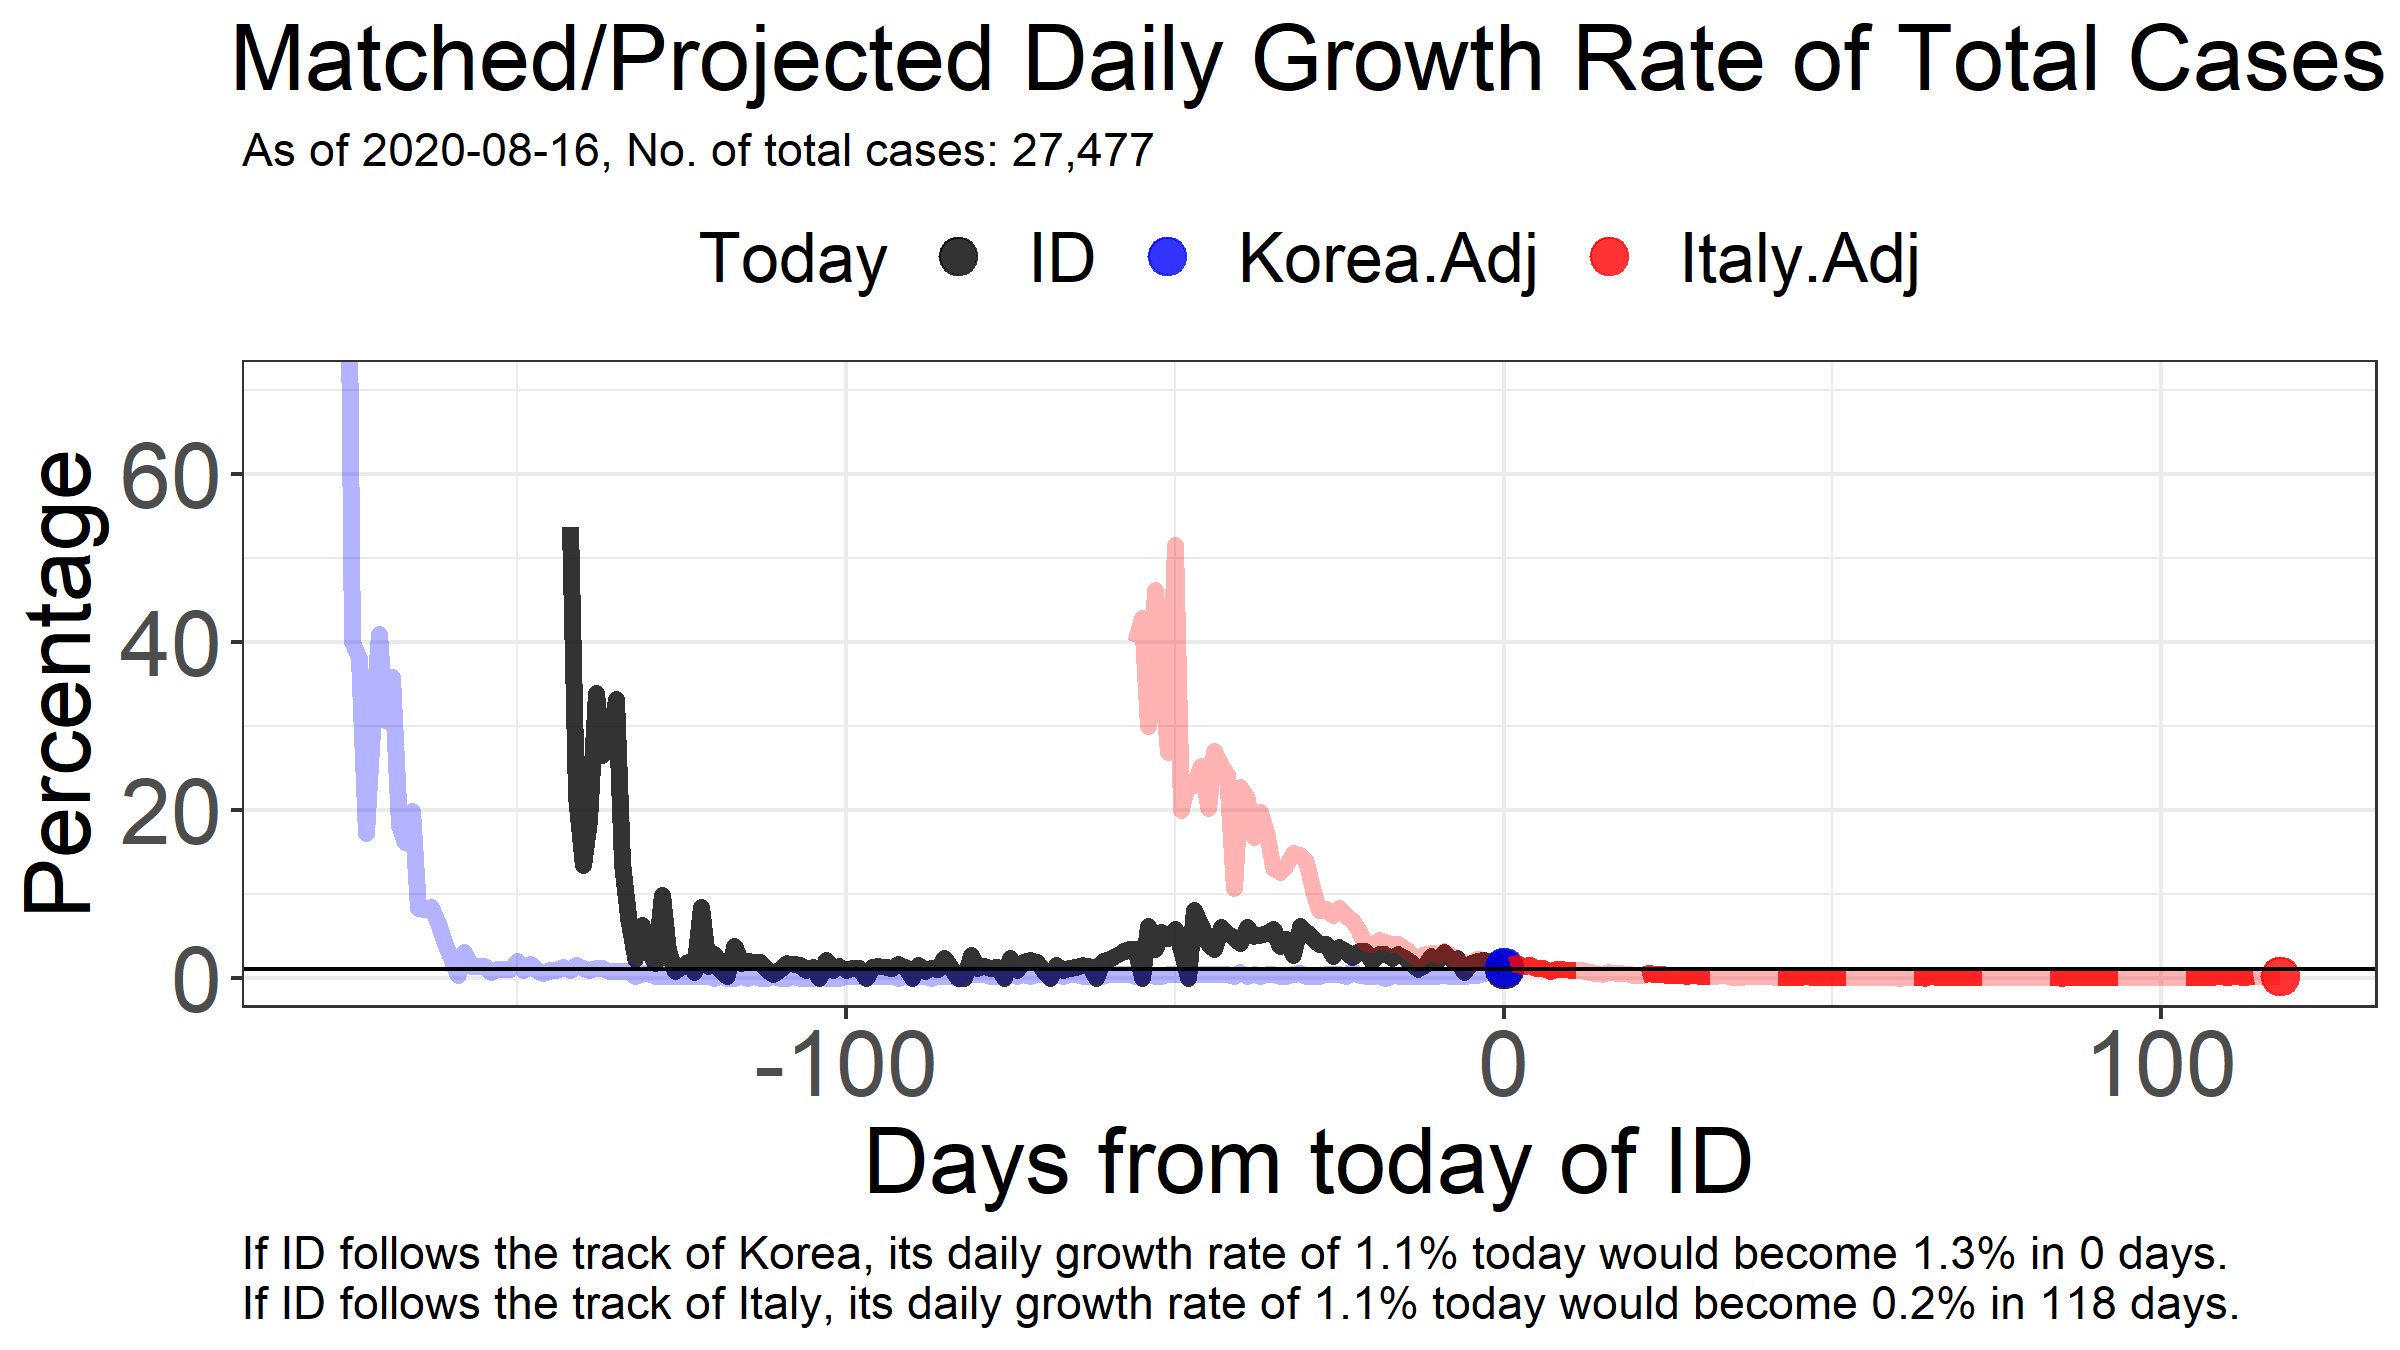 Matched/Projected Daily Growth Rate of Total Cases
As of 2020-08-16, No. of total cases: 27,477
Today ID Korea.Adj Italy.Adj
Percentage
60
40
20
0
-100 0 100
Days from today of ID
If ID follows the track of Korea, its daily growth rate of 1.1% today would become 1.3% in 0 days.
If ID follows the track of Italy, its daily growth rate of 1.1% today would become 0.2% in 118 days.